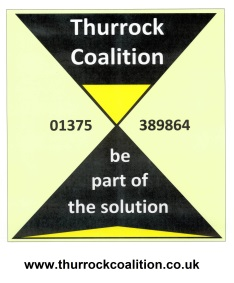 Thurrock
Coalition
01375 389864
be
part of
the solution
www.thurrockcoalition.co.uk